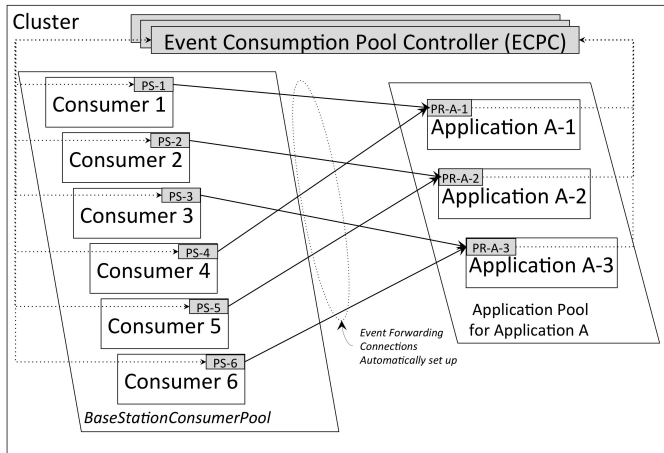 Cluster
Event Consumption Pool Controller (ECPC)
PS-1
Consumer 1
PS-2
Consumer 2
PS-3
Consumer 3
PS-4
Consumer 4
PS-5
Consumer 5
PS-6
Consumer 6
BaseStationConsumerPool
PR-A-1
Application A-1
PR-A-2
Application A-2
PR-A-3
Application A-3
Application Pool
for Application A
Event Forwarding
Connections
Automatically set up